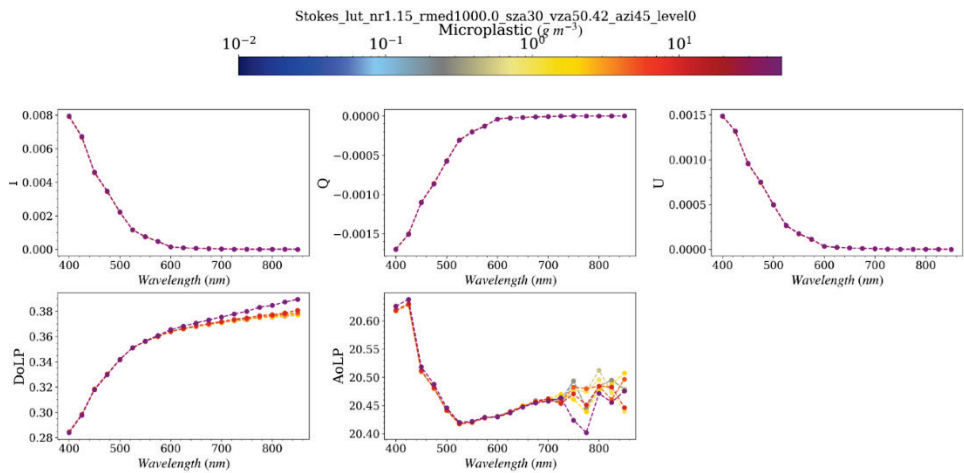 Stokes_lut_nr1.15_rmed1000.0_sza30_vza50.42_azi45_level0
Microplastic (g m⁻³)
10⁻² 10⁻¹ 10⁰ 10¹
0.008
0.006
0.004
0.002
0.000
I
400 500 600 700 800
Wavelength (nm)
0.0000
−0.0005
−0.0010
−0.0015
Q
400 500 600 700 800
Wavelength (nm)
0.0015
0.0010
0.0005
0.0000
U
400 500 600 700 800
Wavelength (nm)
0.38
0.36
0.34
0.32
0.30
0.28
DoLP
400 500 600 700 800
Wavelength (nm)
20.60
20.55
20.50
20.45
20.40
AoLP
400 500 600 700 800
Wavelength (nm)